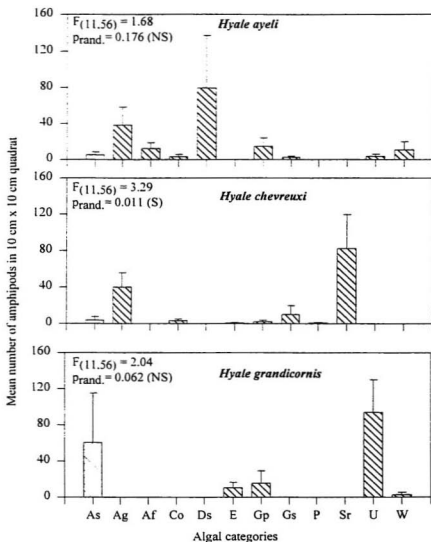 Mean number of amphipods in 10 cm x 10 cm quadrat
160
120
80
40
0
F(11.56) = 1.68
Prand. = 0.176 (NS)
Hyale ayeli
160
120
80
40
0
F(11.56) = 3.29
Prand. = 0.011 (S)
Hyale chevreuxi
160
120
80
40
0
F(11.56) = 2.04
Prand. = 0.062 (NS)
Hyale grandicornis
As Ag Af Co Ds E Gp Gs P Sr U W
Algal categories